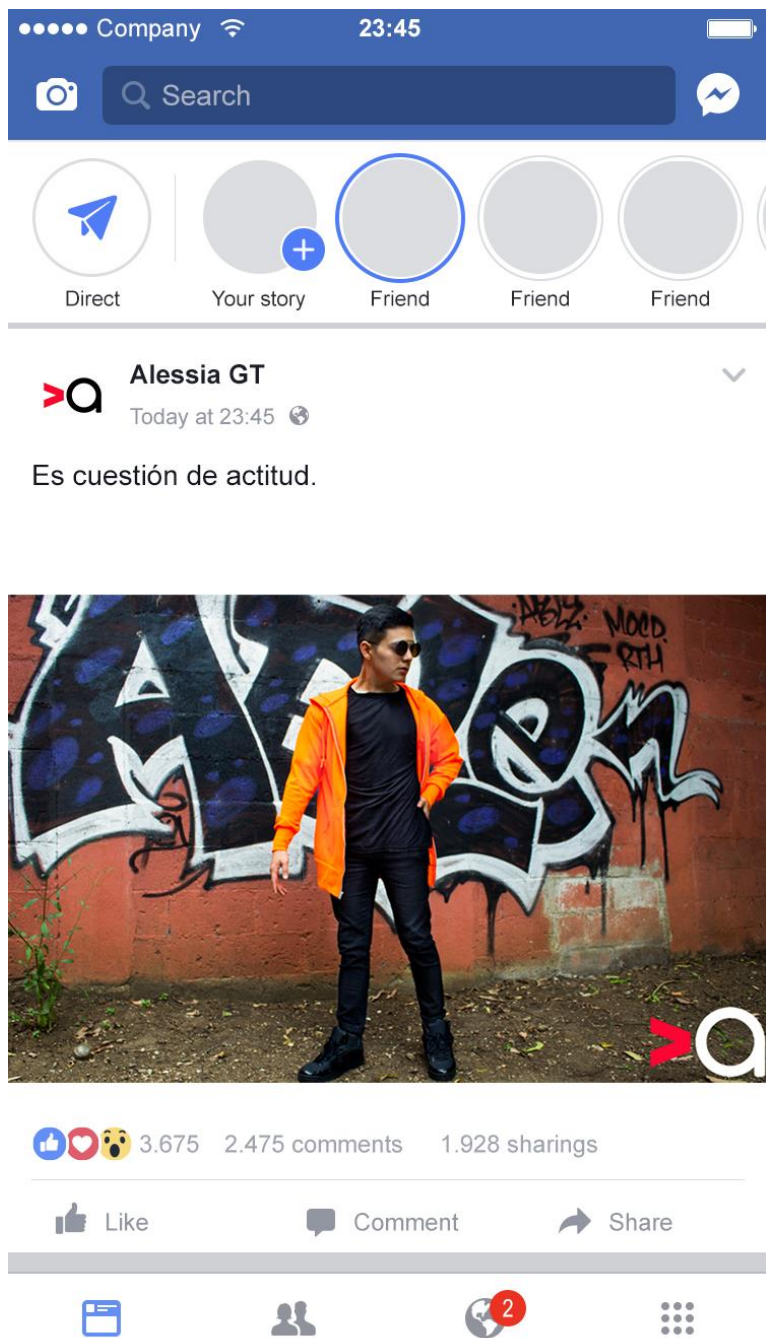 Company 23:45
Search
Direct Your story Friend Friend Friend
Alessia GT
Today at 23:45
Es cuestión de actitud.
ABLZ MOCD.
RTH
>a
3.675 2.475 comments 1.928 sharings
Like Comment Share
2